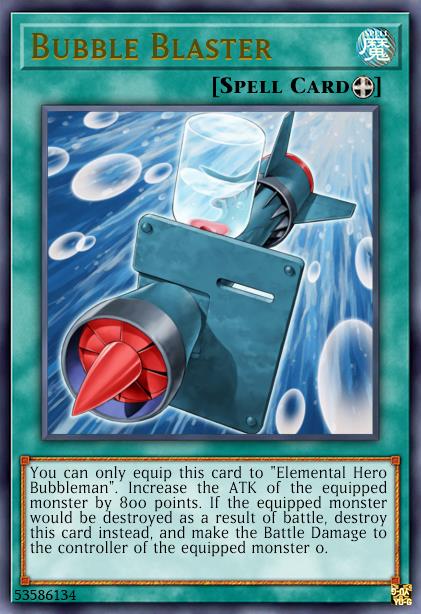 Bubble Blaster
SPELL
魔
[Spell Card]
You can only equip this card to "Elemental Hero
Bubbleman". Increase the ATK of the equipped
monster by 800 points. If the equipped monster
would be destroyed as a result of battle, destroy
this card instead, and make the Battle Damage to
the controller of the equipped monster 0.
53586134